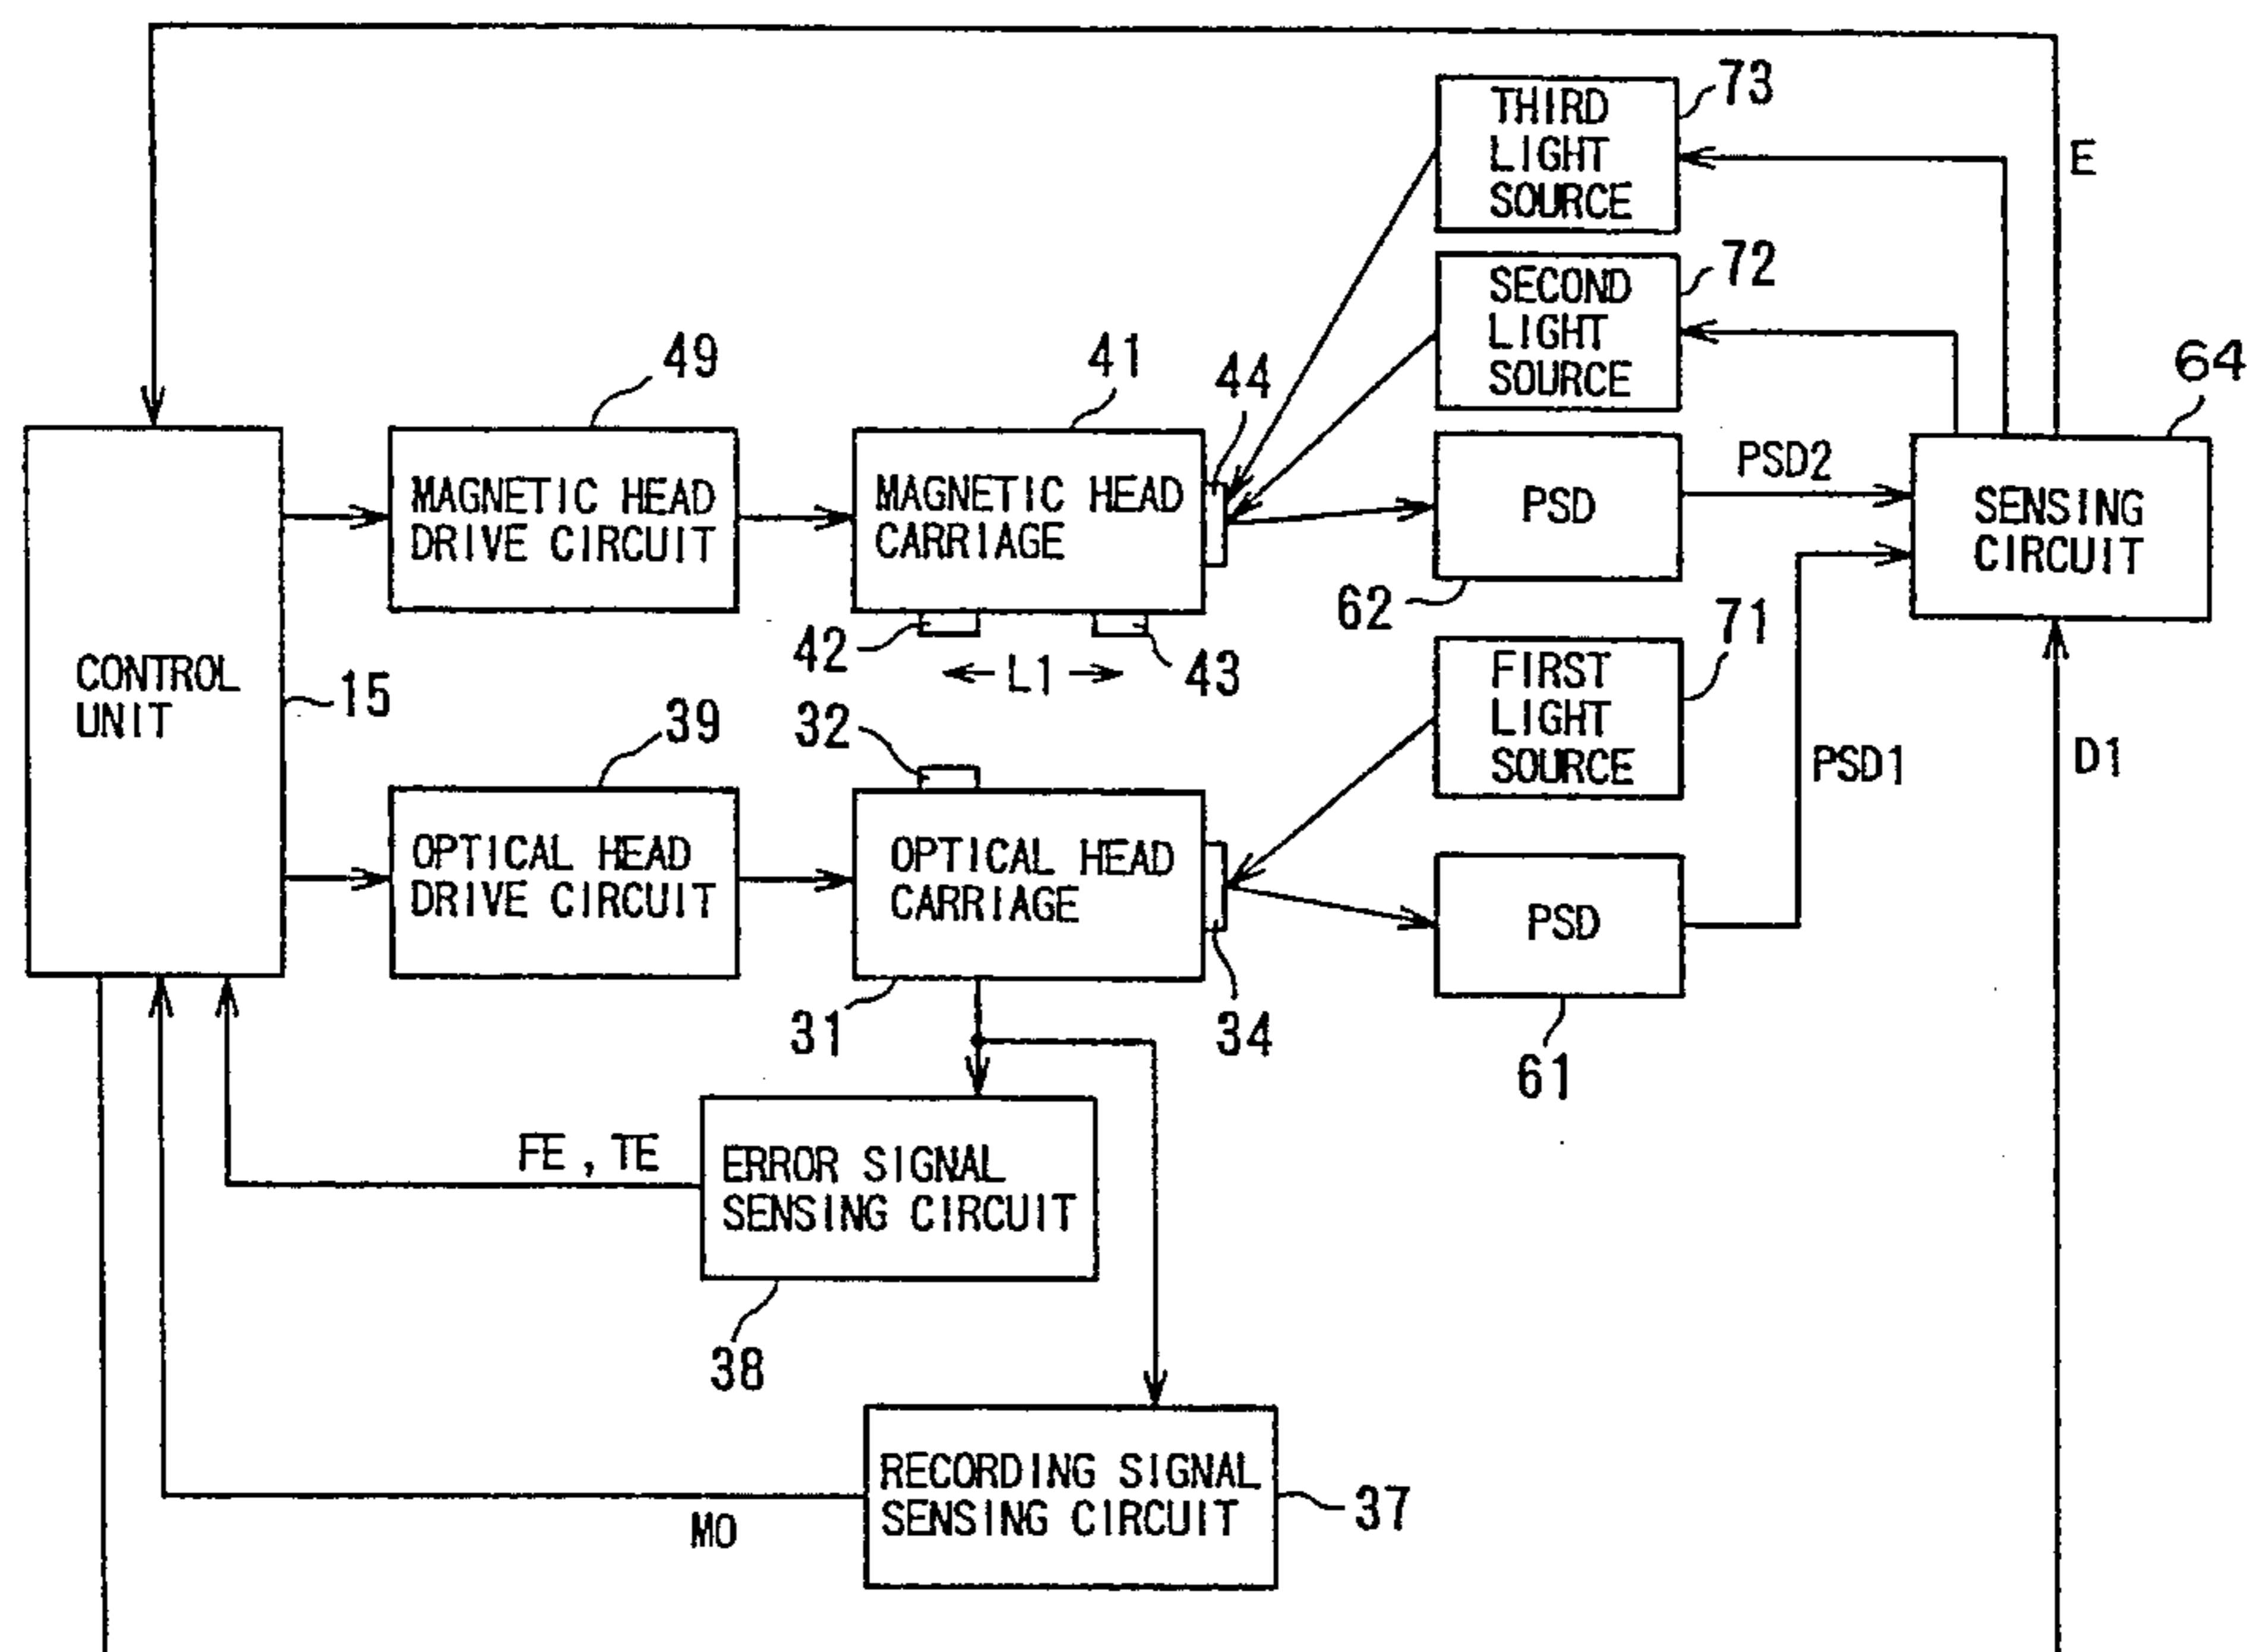 73
THIRD
LIGHT
SOURCE
E
72
SECOND
LIGHT
SOURCE
49
41
44
64
MAGNETIC HEAD
DRIVE CIRCUIT
MAGNETIC HEAD
CARRIAGE
PSD
PSD2
SENSING
CIRCUIT
62
71
42
L1
43
CONTROL
UNIT
15
FIRST
LIGHT
SOURCE
39
32
PSD1
D1
OPTICAL HEAD
DRIVE CIRCUIT
OPTICAL HEAD
CARRIAGE
PSD
31
34
61
FE, TE
ERROR SIGNAL
SENSING CIRCUIT
38
RECORDING SIGNAL
SENSING CIRCUIT
37
MO